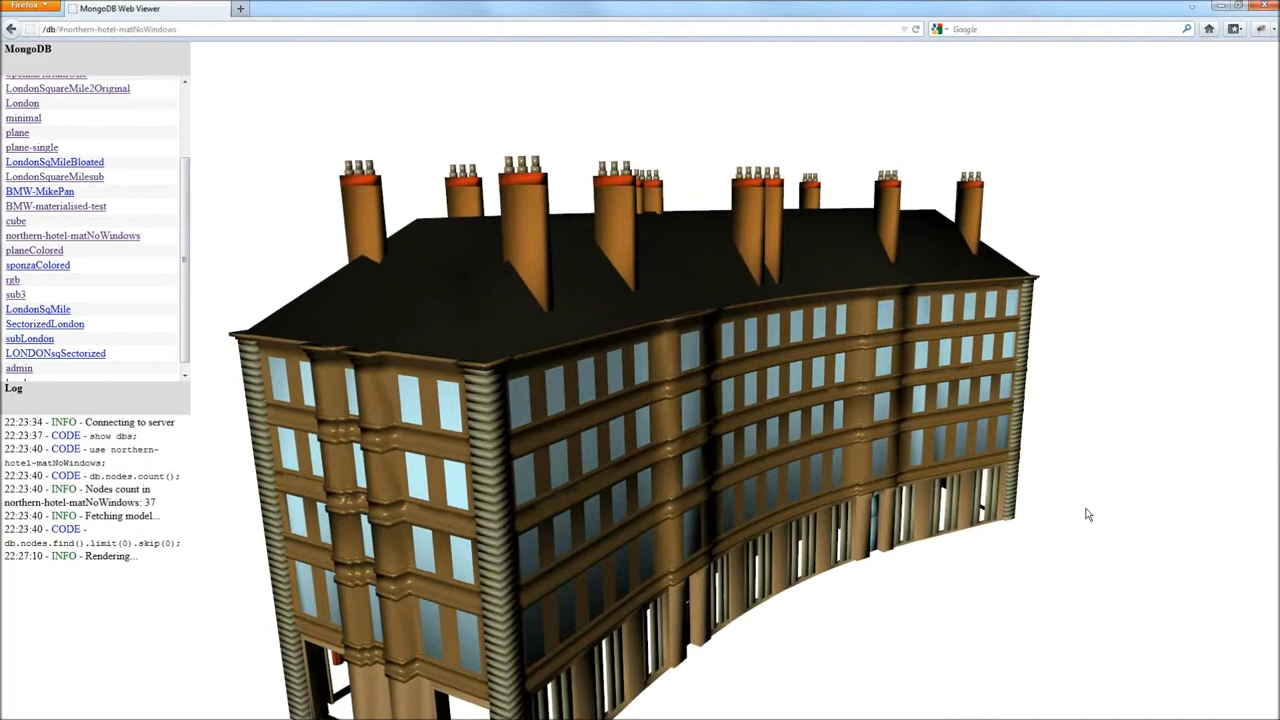 Firefox
MongoDB Web Viewer
/db/#northern-hotel-matNoWindows
Google
MongoDB
LondonSquareMile2Original
London
minimal
plane
plane-single
LondonSqMileBloated
LondonSquareMilesub
BMW-MikePan
BMW-materialised-test
cube
northern-hotel-matNoWindows
planeColored
sponzaColored
rgb
sub3
LondonSqMile
SectorizedLondon
subLondon
LONDONsqSectorized
admin
Log
22:23:34 - INFO - Connecting to server
22:23:37 - CODE - show dbs;
22:23:40 - CODE - use northern-
hotel-matNoWindows;
22:23:40 - CODE - db.nodes.count();
22:23:40 - INFO - Nodes count in
northern-hotel-matNoWindows: 37
22:23:40 - INFO - Fetching model...
22:23:40 - CODE -
db.nodes.find().limit(0).skip(0);
22:27:10 - INFO - Rendering...